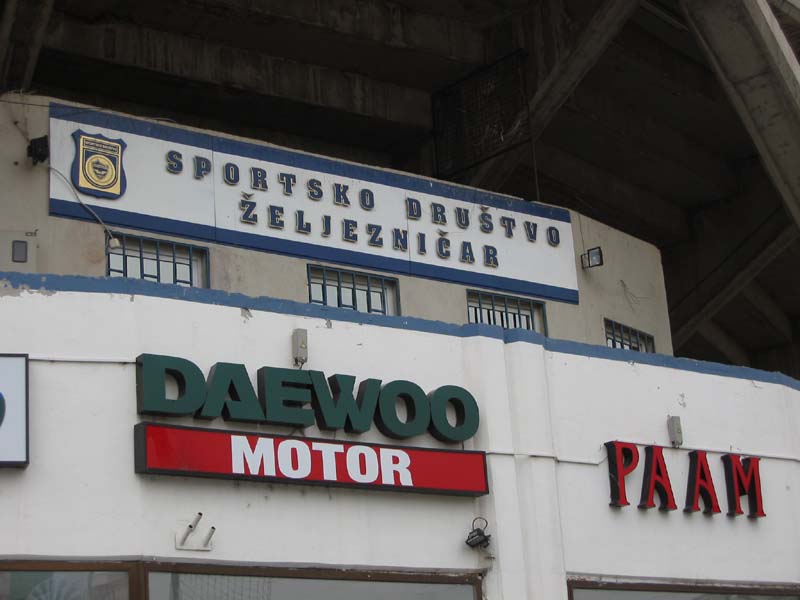 SPORTSKO DRUŠTVO
ŽELJEZNIČAR
DAEWOO
MOTOR
PAAM